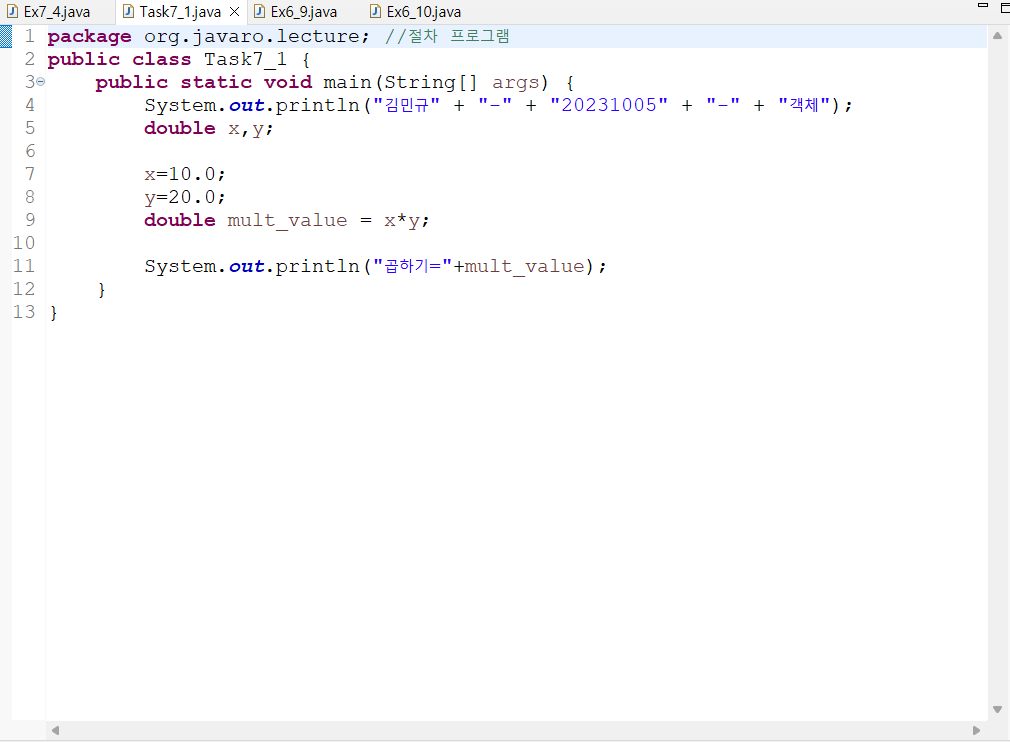 Ex7_4.java Task7_1.java Ex6_9.java Ex6_10.java
1 package org.javaro.lecture; //절차 프로그램
2 public class Task7_1 {
3 public static void main(String[] args) {
4 System.out.println("김민규" + "-" + "20231005" + "-" + "객체");
5 double x,y;
6
7 x=10.0;
8 y=20.0;
9 double mult_value = x*y;
10
11 System.out.println("곱하기="+mult_value);
12 }
13 }